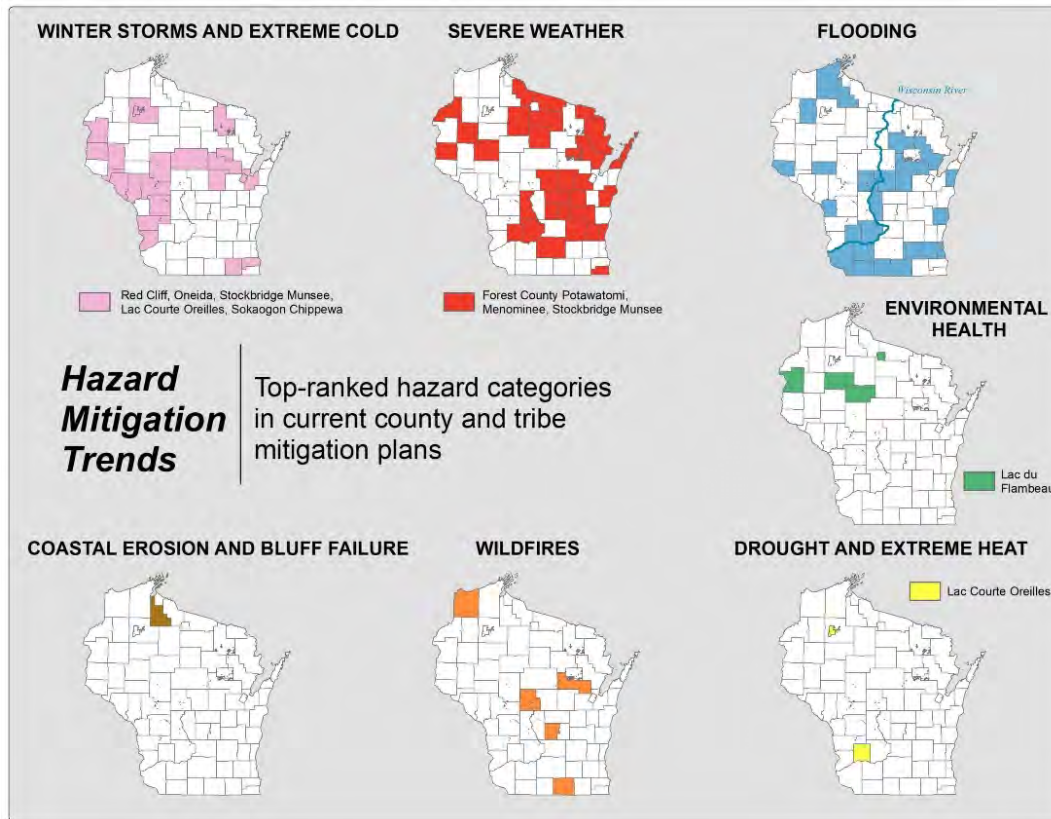 WINTER STORMS AND EXTREME COLD
SEVERE WEATHER
FLOODING
Wisconsin River
Red Cliff, Oneida, Stockbridge Munsee,
Lac Courte Oreilles, Sokaogon Chippewa
Forest County Potawatomi,
Menominee, Stockbridge Munsee
ENVIRONMENTAL
HEALTH
Hazard
Mitigation
Trends
Top-ranked hazard categories
in current county and tribe
mitigation plans
Lac du
Flambeau
COASTAL EROSION AND BLUFF FAILURE
WILDFIRES
DROUGHT AND EXTREME HEAT
Lac Courte Oreilles